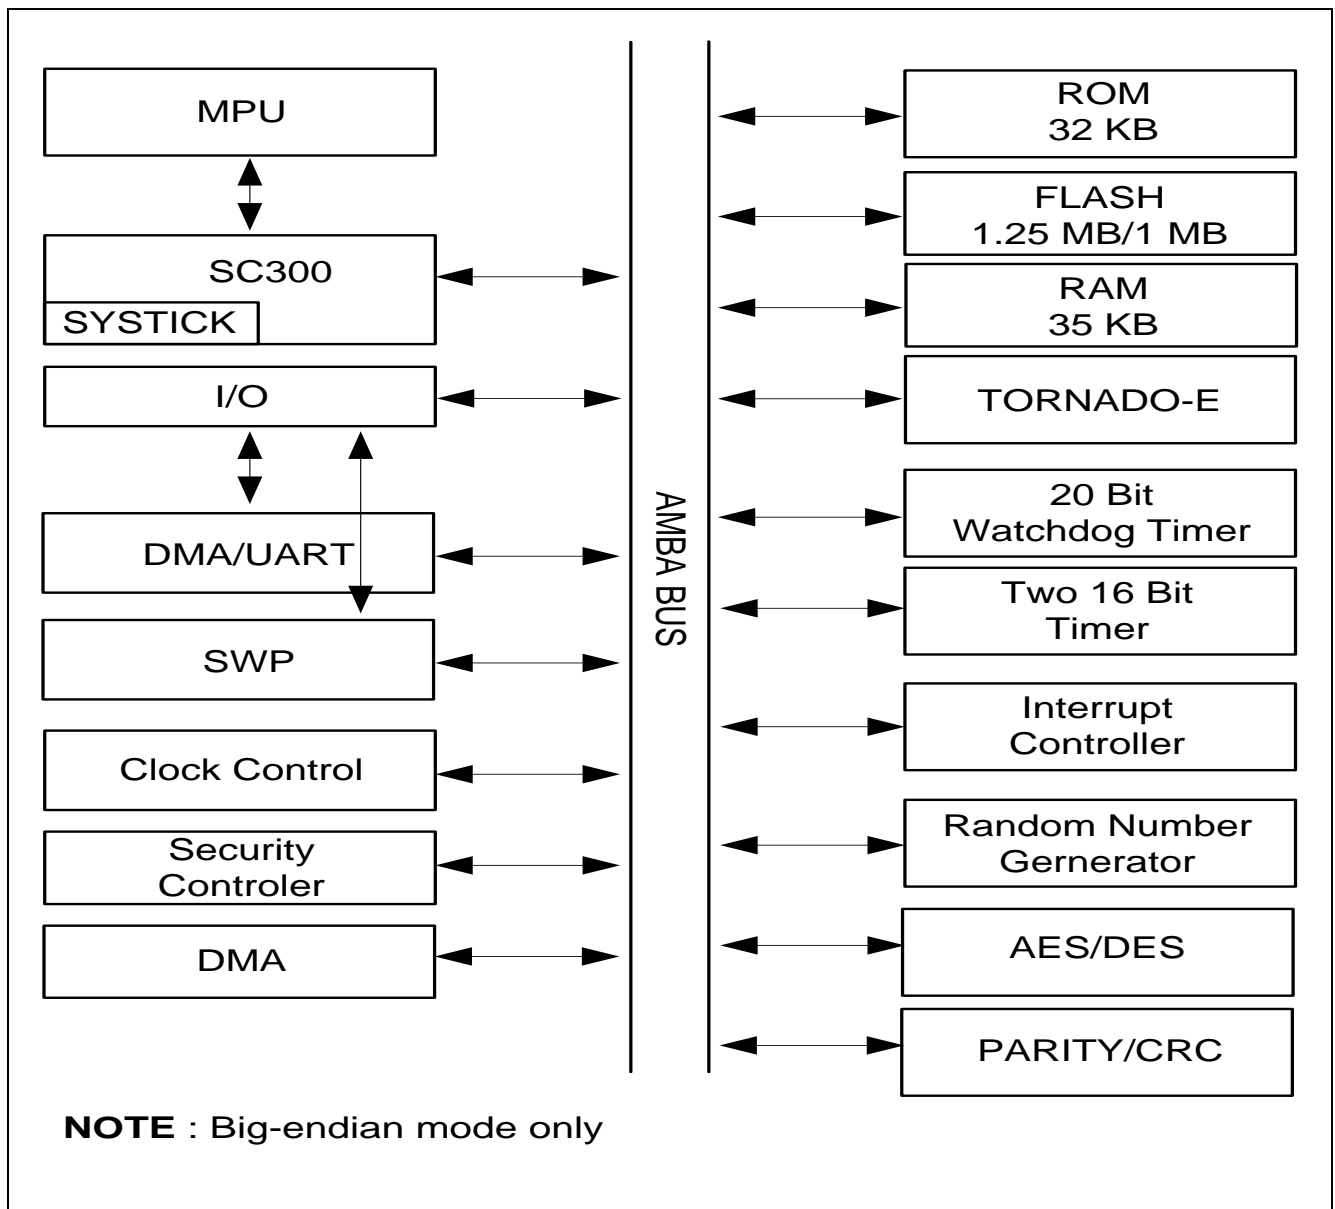 MPU
SC300
SYSTICK
I/O
DMA/UART
SWP
Clock Control
Security
Controler
DMA
AMBA BUS
ROM
32 KB
FLASH
1.25 MB/1 MB
RAM
35 KB
TORNADO-E
20 Bit
Watchdog Timer
Two 16 Bit
Timer
Interrupt
Controller
Random Number
Gernerator
AES/DES
PARITY/CRC
NOTE : Big-endian mode only